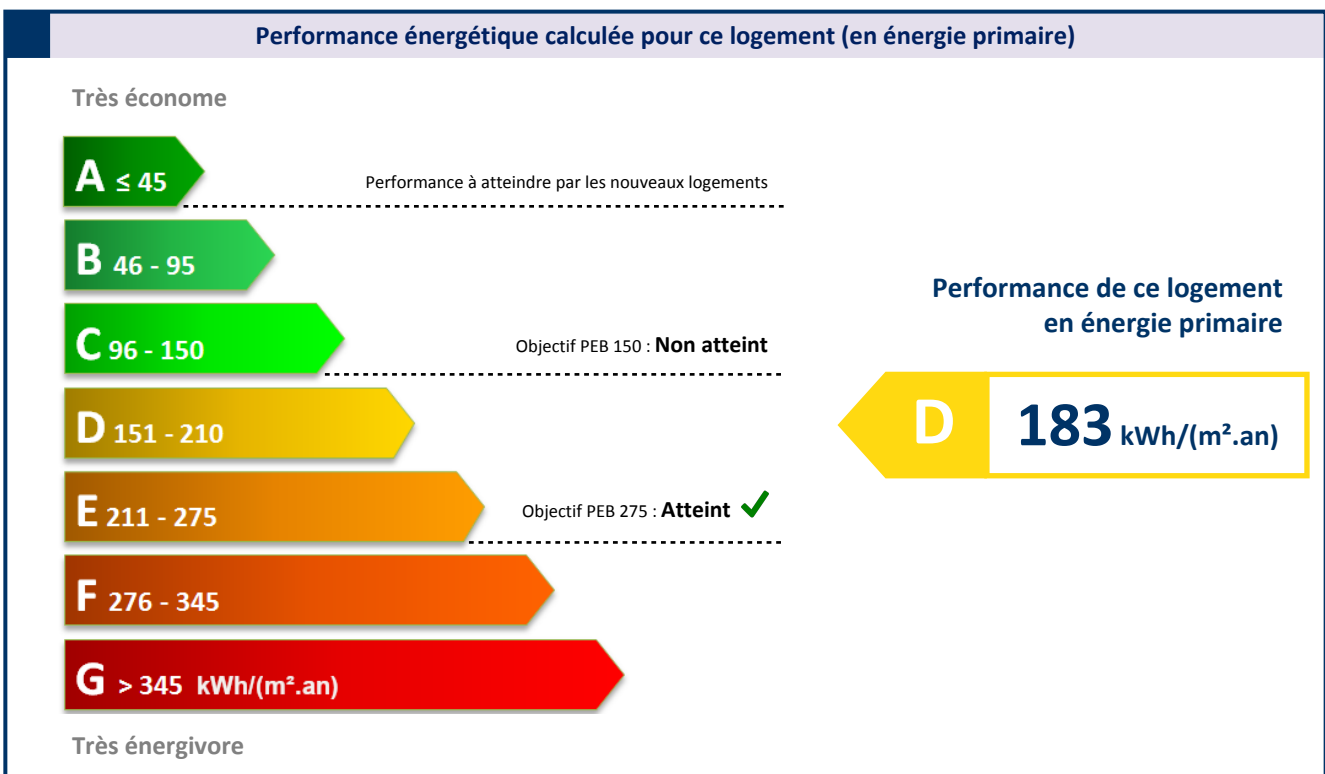 Performance énergétique calculée pour ce logement (en énergie primaire)
Très économe
A ≤ 45
Performance à atteindre par les nouveaux logements
B 46 - 95
C 96 - 150
Objectif PEB 150 : Non atteint
D 151 - 210
E 211 - 275
Objectif PEB 275 : Atteint
F 276 - 345
G > 345 kWh/(m².an)
Très énergivore
Performance de ce logement
en énergie primaire
D 183 kWh/(m².an)